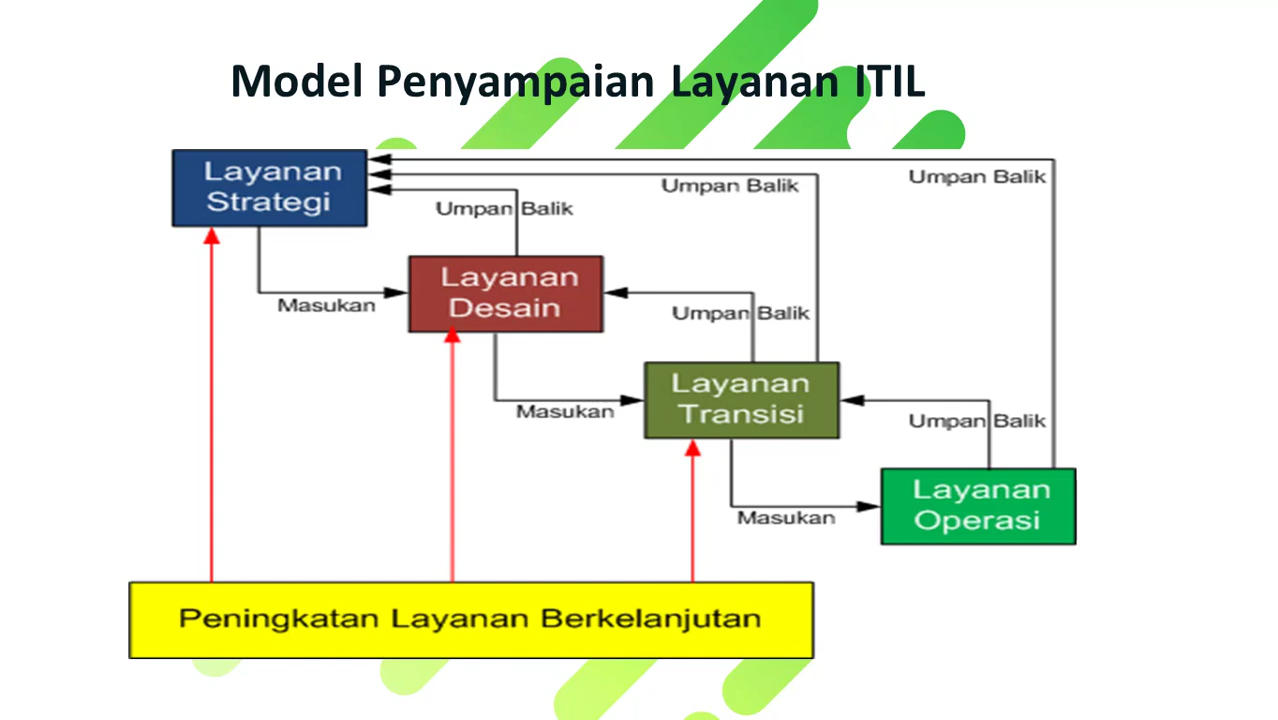 Model Penyampaian Layanan ITIL
Layanan
Strategi
Umpan Balik
Umpan Balik
Umpan Balik
Masukan
Layanan
Desain
Umpan Balik
Masukan
Layanan
Transisi
Umpan Balik
Masukan
Layanan
Operasi
Peningkatan Layanan Berkelanjutan